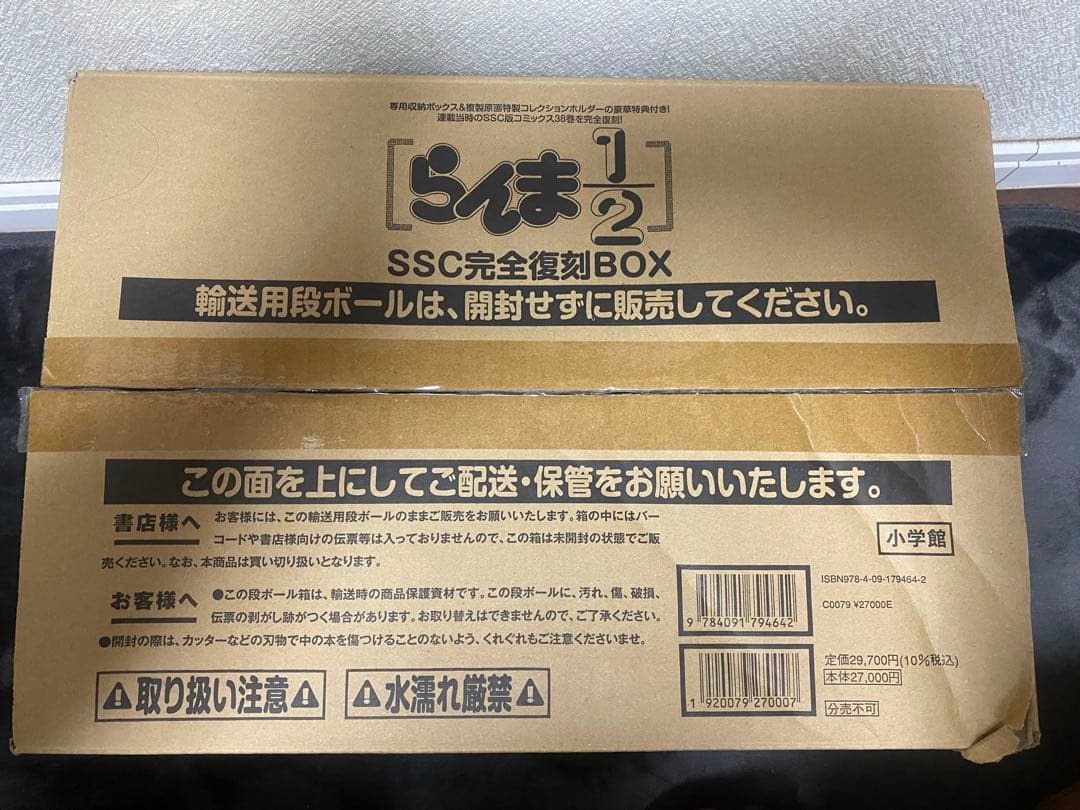 専用収納ボックス&複製原画特製コレクションホルダーの豪華特典付き!
連載当時のSSC版コミックス38巻を完全復刻!
らんま1/2
SSC完全復刻BOX
輸送用段ボールは、開封せずに販売してください。
この面を上にしてご配送・保管をお願いいたします。
書店様へ お客様には、この輸送用段ボールのままご販売をお願いいたします。箱の中にはバー
コードや書店様向けの伝票等は入っておりませんので、この箱は未開封の状態でご販
売ください。なお、本商品は買い切り扱いとなります。
お客様へ ●この段ボール箱は、輸送時の商品保護資材です。この段ボールに、汚れ、傷、破損、
伝票の剥がし跡がつく場合があります。お取り替えはできませんので、ご了承ください。
●開封の際は、カッターなどの刃物で中の本を傷つけることのないよう、くれぐれもご注意くださいませ。
取り扱い注意
水濡れ厳禁
小学館
ISBN978-4-09-179464-2
C0079 ¥27000E
9 784091 794642
定価29,700円(10%税込)
本体27,000円
1 920079 270007
分売不可